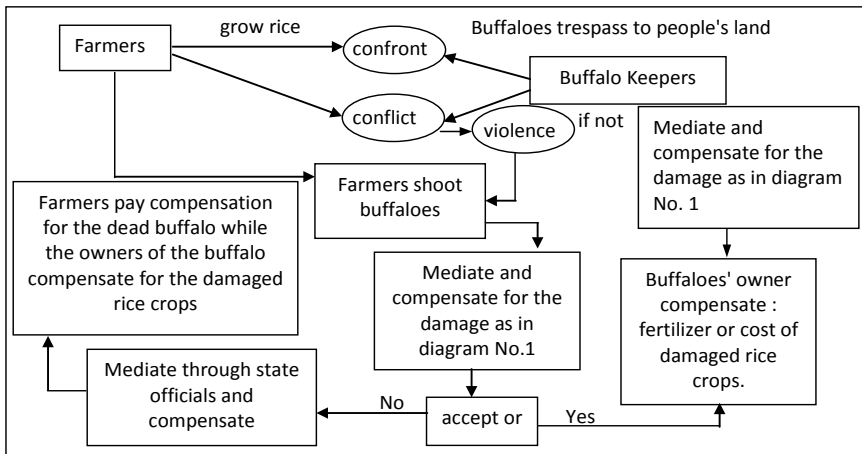 Farmers
grow rice
confront
Buffaloes trespass to people's land
Buffalo Keepers
conflict
violence
if not
Mediate and
compensate for the
damage as in diagram
No. 1
Farmers shoot
buffaloes
Farmers pay compensation
for the dead buffalo while
the owners of the buffalo
compensate for the damaged
rice crops
Mediate and
compensate for the
damage as in
diagram No.1
Buffaloes' owner
compensate :
fertilizer or cost of
damaged rice
crops.
Mediate through state
officials and
compensate
No
accept or
Yes